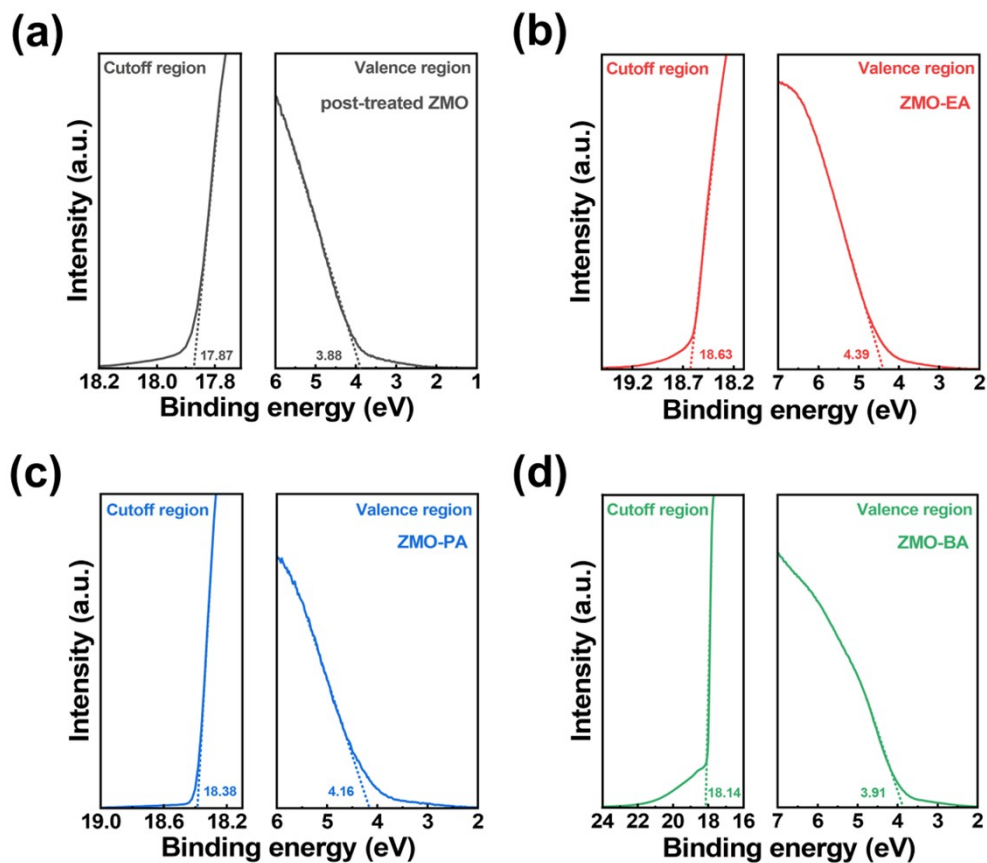 (a)
Cutoff region
Valence region
post-treated ZMO
Intensity (a.u.)
17.87
3.88
18.2 18.0 17.8
6 5 4 3 2 1
Binding energy (eV)
(b)
Cutoff region
Valence region
ZMO-EA
Intensity (a.u.)
18.63
4.39
19.2 18.7 18.2
7 6 5 4 3 2
Binding energy (eV)
(c)
Cutoff region
Valence region
ZMO-PA
Intensity (a.u.)
18.38
4.16
19.0 18.6 18.2
6 5 4 3 2
Binding energy (eV)
(d)
Cutoff region
Valence region
ZMO-BA
Intensity (a.u.)
18.14
3.91
24 22 20 18 16
7 6 5 4 3 2
Binding energy (eV)